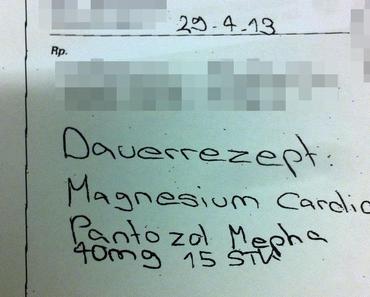 29.4.13
Rp.
Dauerrezept:
Magnesium Cardio
Pantozol Mepha
40mg 15 Stk